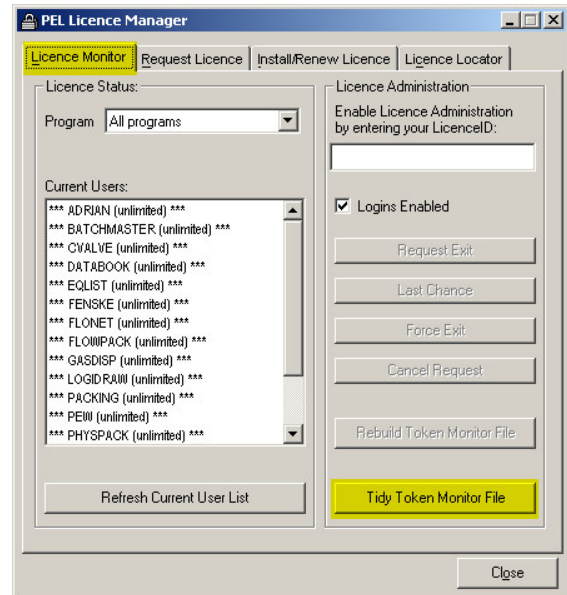 PEL Licence Manager
Licence Monitor
Request Licence
Install/Renew Licence
Licence Locator
Licence Status:
Program
All programs
Current Users:
*** ADRIAN (unlimited) ***
*** BATCHMASTER (unlimited) ***
*** CVALVE (unlimited) ***
*** DATABOOK (unlimited) ***
*** EQLIST (unlimited) ***
*** FENSKE (unlimited) ***
*** FLONET (unlimited) ***
*** FLOWPACK (unlimited) ***
*** GASDISP (unlimited) ***
*** LOGIDRAW (unlimited) ***
*** PACKING (unlimited) ***
*** PEW (unlimited) ***
*** PHYSPACK (unlimited) ***
Refresh Current User List
Licence Administration
Enable Licence Administration
by entering your LicenceID:
Logins Enabled
Request Exit
Last Chance
Force Exit
Cancel Request
Rebuild Token Monitor File
Tidy Token Monitor File
Close